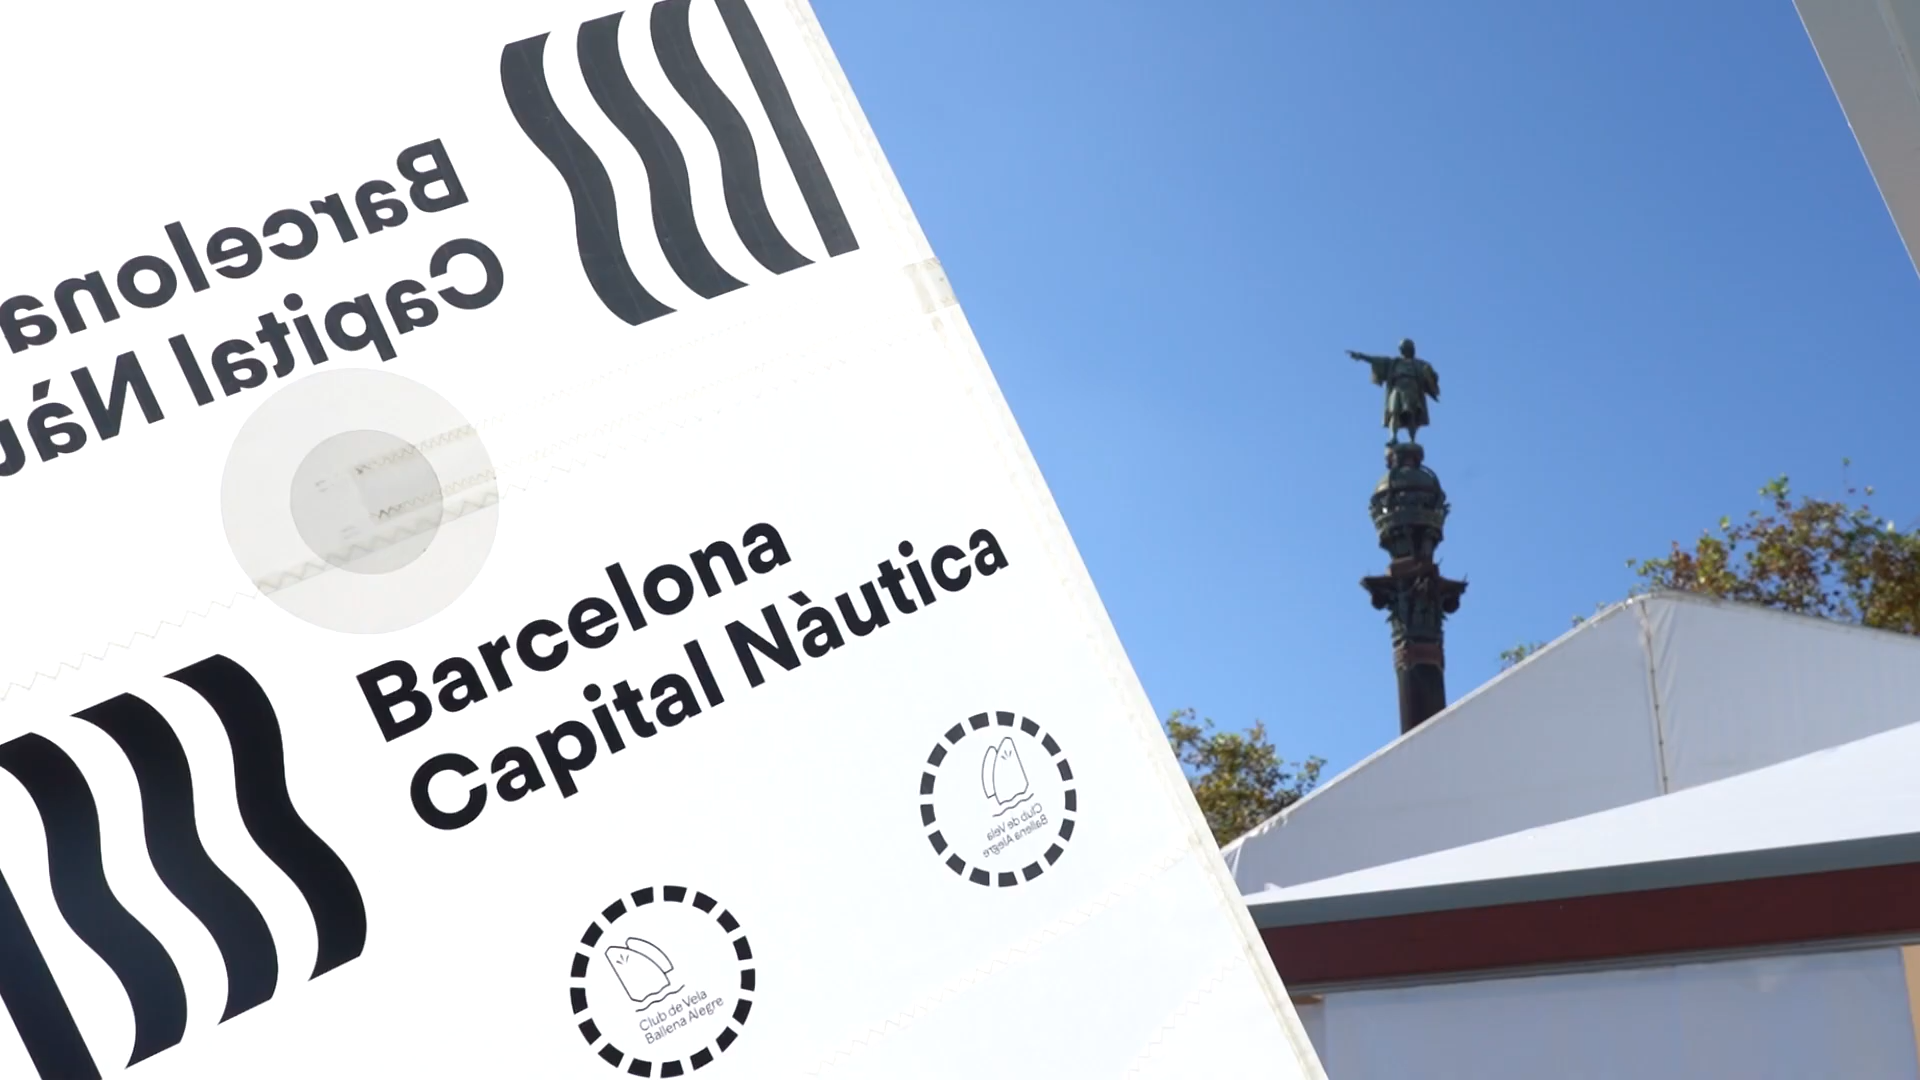 Barcelona
Capital Nàu
Barcelona
Capital Nàutica
Club de Vela
Ballena Alegre
Club de Vela
Ballena Alegre